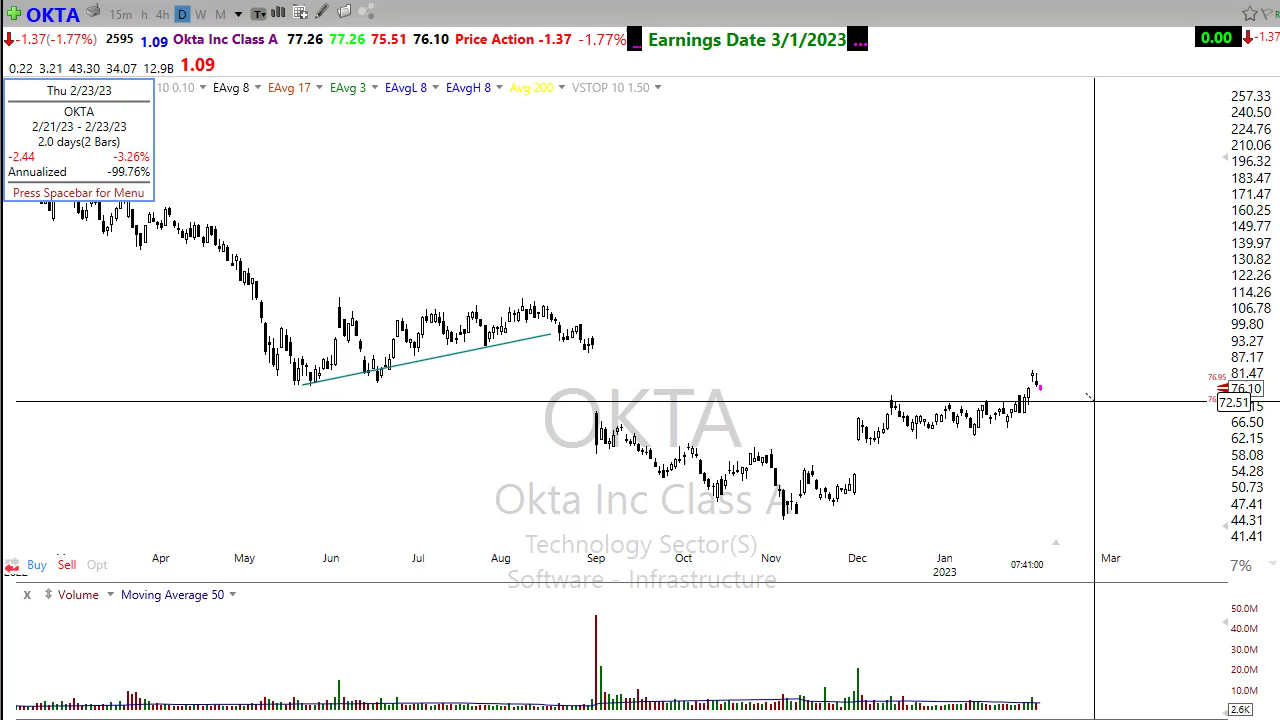 OKTA 15m h 4h D W M T
-1.37(-1.77%) 2595 1.09 Okta Inc Class A 77.26 77.26 75.51 76.10 Price Action -1.37 -1.77% ... Earnings Date 3/1/2023 ... 0.00 -1.37
0.22 3.21 43.30 34.07 12.9B 1.09
10 0.10 EAvg 8 EAvg 17 EAvg 3 EAvgL 8 EAvgH 8 Avg 200 VSTOP 10 1.50
Thu 2/23/23
OKTA
2/21/23 - 2/23/23
2.0 days(2 Bars)
-2.44 -3.26%
Annualized -99.76%
Press Spacebar for Menu
257.33
240.50
224.76
210.06
196.32
183.47
171.47
160.25
149.77
139.97
130.82
122.26
114.26
106.78
99.80
93.27
87.17
81.47
76.95
76.10
72.51
66.50
62.15
58.08
54.28
50.73
47.41
44.31
41.41
OKTA
Okta Inc Class A
Technology Sector(S)
Software - Infrastructure
Apr May Jun Jul Aug Sep Oct Nov Dec Jan Mar
2023 07:41:00
Buy Sell Opt 7%
x Volume Moving Average 50
50.0M
40.0M
30.0M
20.0M
10.0M
2.6K